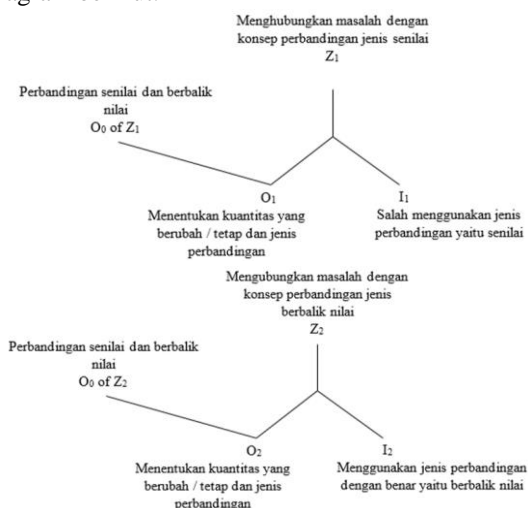 Menghubungkan masalah dengan
konsep perbandingan jenis senilai
Z1
Perbandingan senilai dan berbalik
nilai
O0 of Z1
O1
Menentukan kuantitas yang
berubah / tetap dan jenis
perbandingan
I1
Salah menggunakan jenis
perbandingan yaitu senilai
Mengubungkan masalah dengan
konsep perbandingan jenis
berbalik nilai
Z2
Perbandingan senilai dan berbalik
nilai
O0 of Z2
O2
Menentukan kuantitas yang
berubah / tetap dan jenis
perbandingan
I2
Menggunakan jenis perbandingan
dengan benar yaitu berbalik nilai